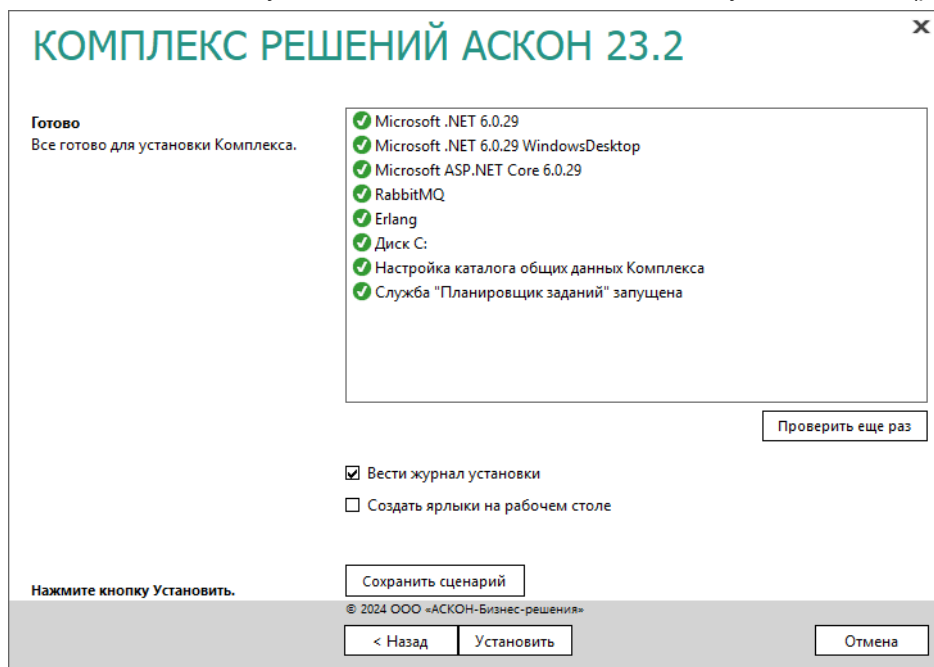 КОМПЛЕКС РЕШЕНИЙ АСКОН 23.2
x
Готово
Все готово для установки Комплекса.
Microsoft .NET 6.0.29
Microsoft .NET 6.0.29 WindowsDesktop
Microsoft ASP.NET Core 6.0.29
RabbitMQ
Erlang
Диск C:
Настройка каталога общих данных Комплекса
Служба "Планировщик заданий" запущена
Проверить еще раз
Вести журнал установки
Создать ярлыки на рабочем столе
Сохранить сценарий
Нажмите кнопку Установить.
© 2024 ООО «АСКОН-Бизнес-решения»
< Назад
Установить
Отмена